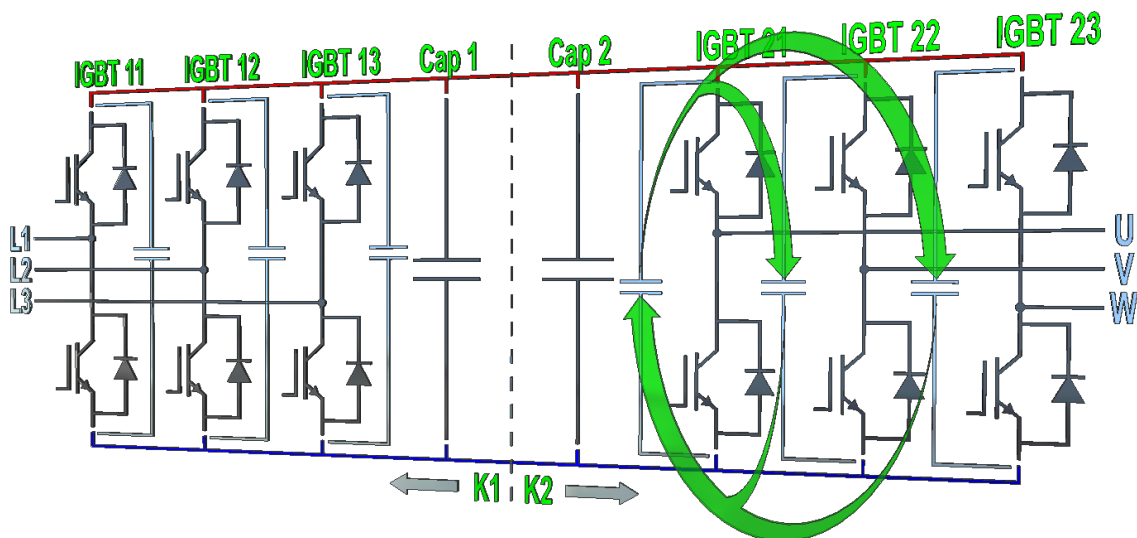 IGBT 11
IGBT 12
IGBT 13
Cap 1
Cap 2
IGBT 21
IGBT 22
IGBT 23
L1
L2
L3
U
V
W
K1
K2